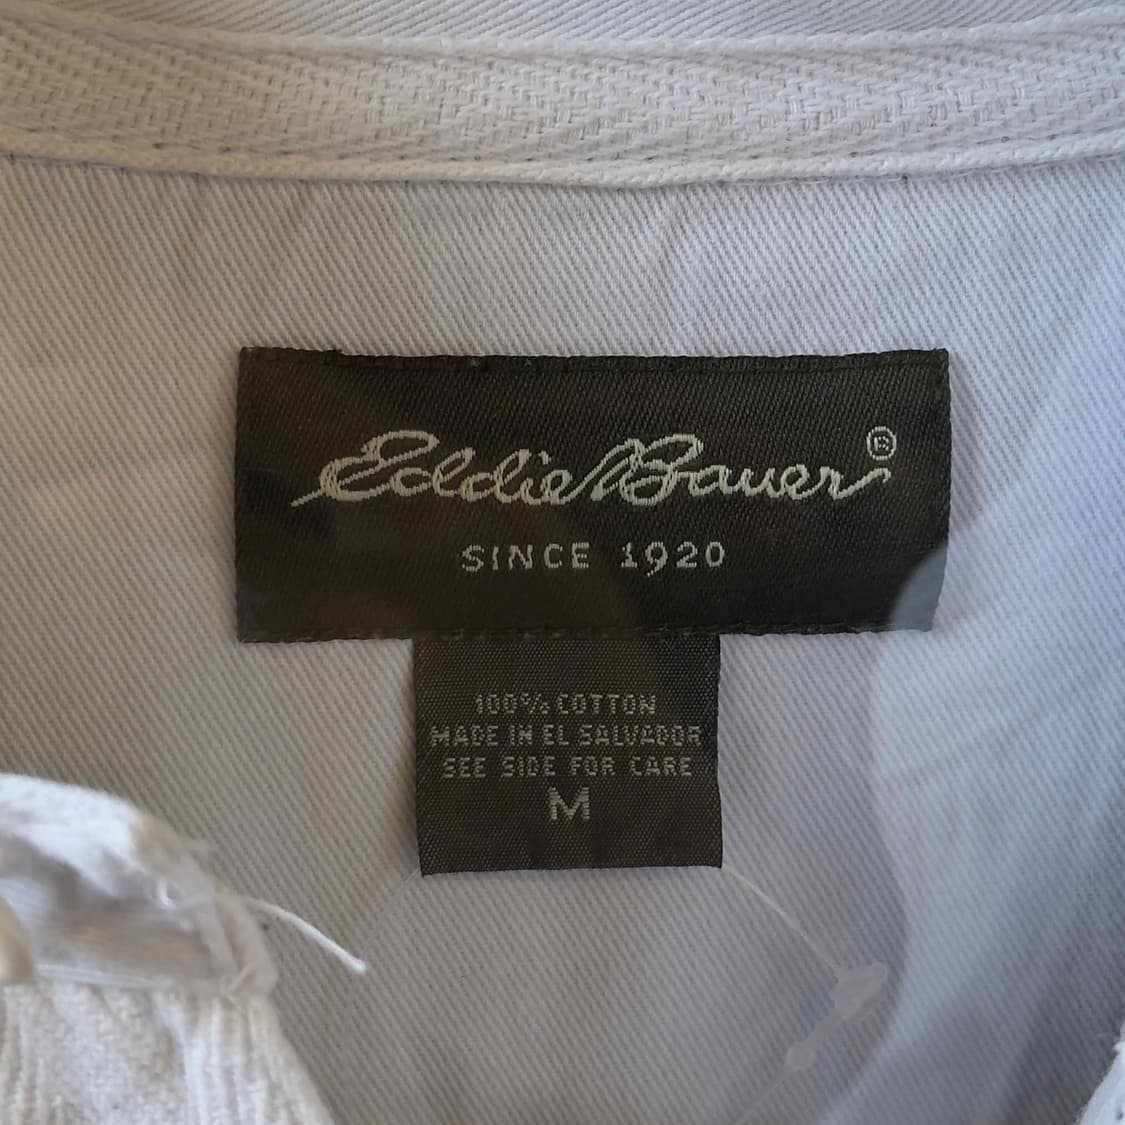 Eddie Bauer®
SINCE 1920
100% COTTON
MADE IN EL SALVADOR
SEE SIDE FOR CARE
M